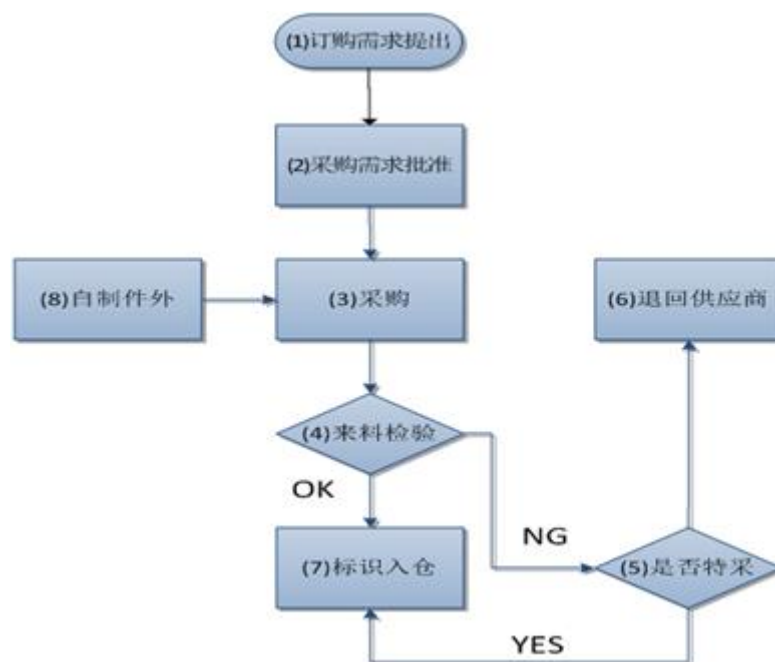 (1)订购需求提出
(2)采购需求批准
(8)自制件外
(3)采购
(6)退回供应商
(4)来料检验
OK
NG
(7)标识入仓
(5)是否特采
YES